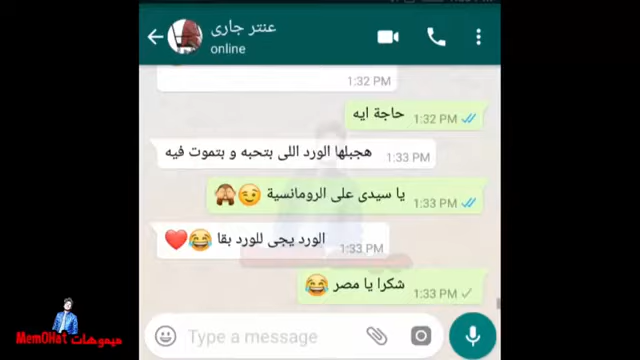 عنتر جارى
online
1:32 PM
حاجة ايه 1:32 PM
هجبلها الورد اللى بتحبه و بتموت فيه 1:33 PM
يا سيدى على الرومانسية 😉🙈 1:33 PM
الورد يجى للورد بقا 😂❤️ 1:33 PM
شكرا يا مصر 😂 1:33 PM
Type a message
MemOHat ميموهات